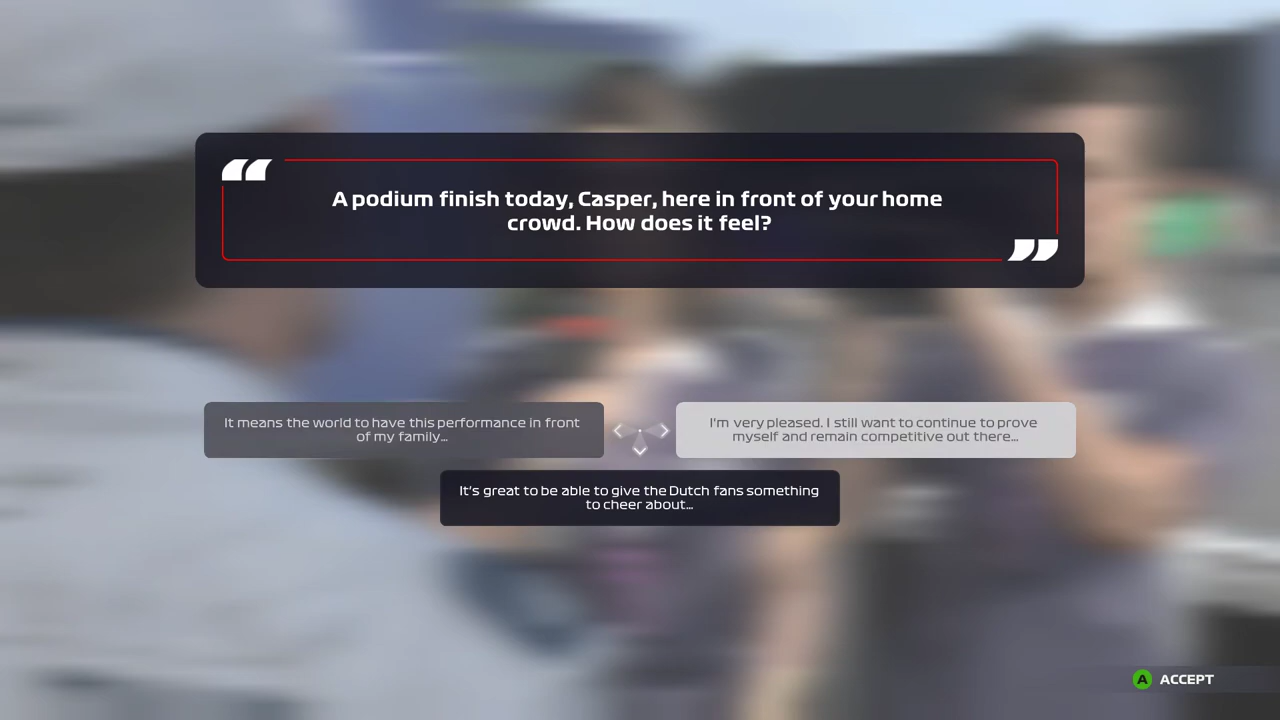 A podium finish today, Casper, here in front of your home
crowd. How does it feel?
It means the world to have this performance in front
of my family...
I'm very pleased. I still want to continue to prove
myself and remain competitive out there...
It's great to be able to give the Dutch fans something
to cheer about...
A ACCEPT